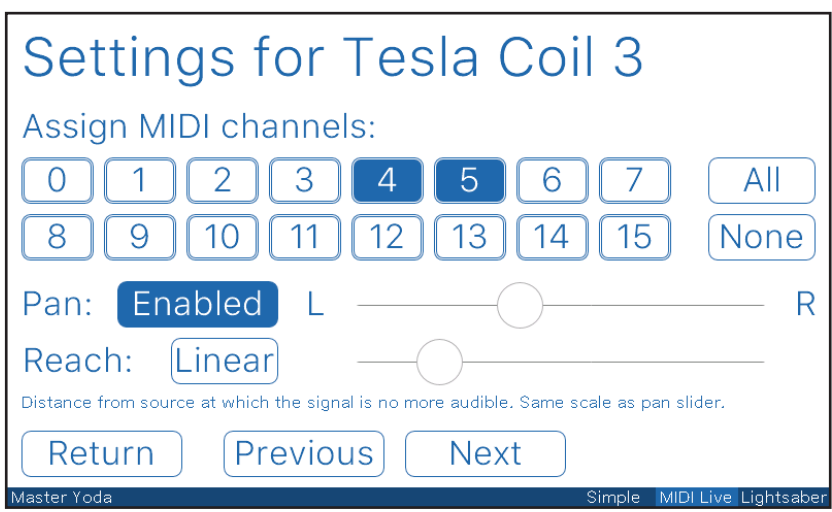 Settings for Tesla Coil 3
Assign MIDI channels:
0 1 2 3 4 5 6 7 All
8 9 10 11 12 13 14 15 None
Pan: Enabled L R
Reach: Linear
Distance from source at which the signal is no more audible. Same scale as pan slider.
Return Previous Next
Master Yoda Simple MIDI Live Lightsaber